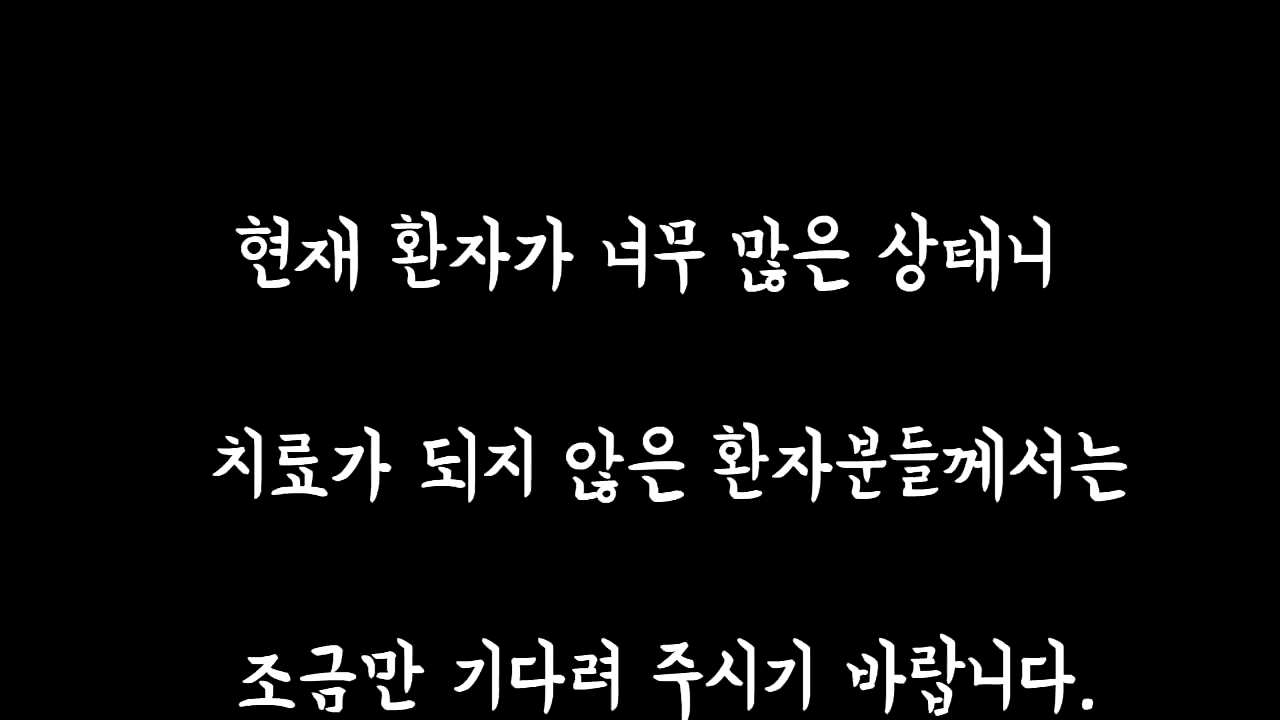 현재 환자가 너무 많은 상태니
치료가 되지 않은 환자분들께서는
조금만 기다려 주시기 바랍니다.